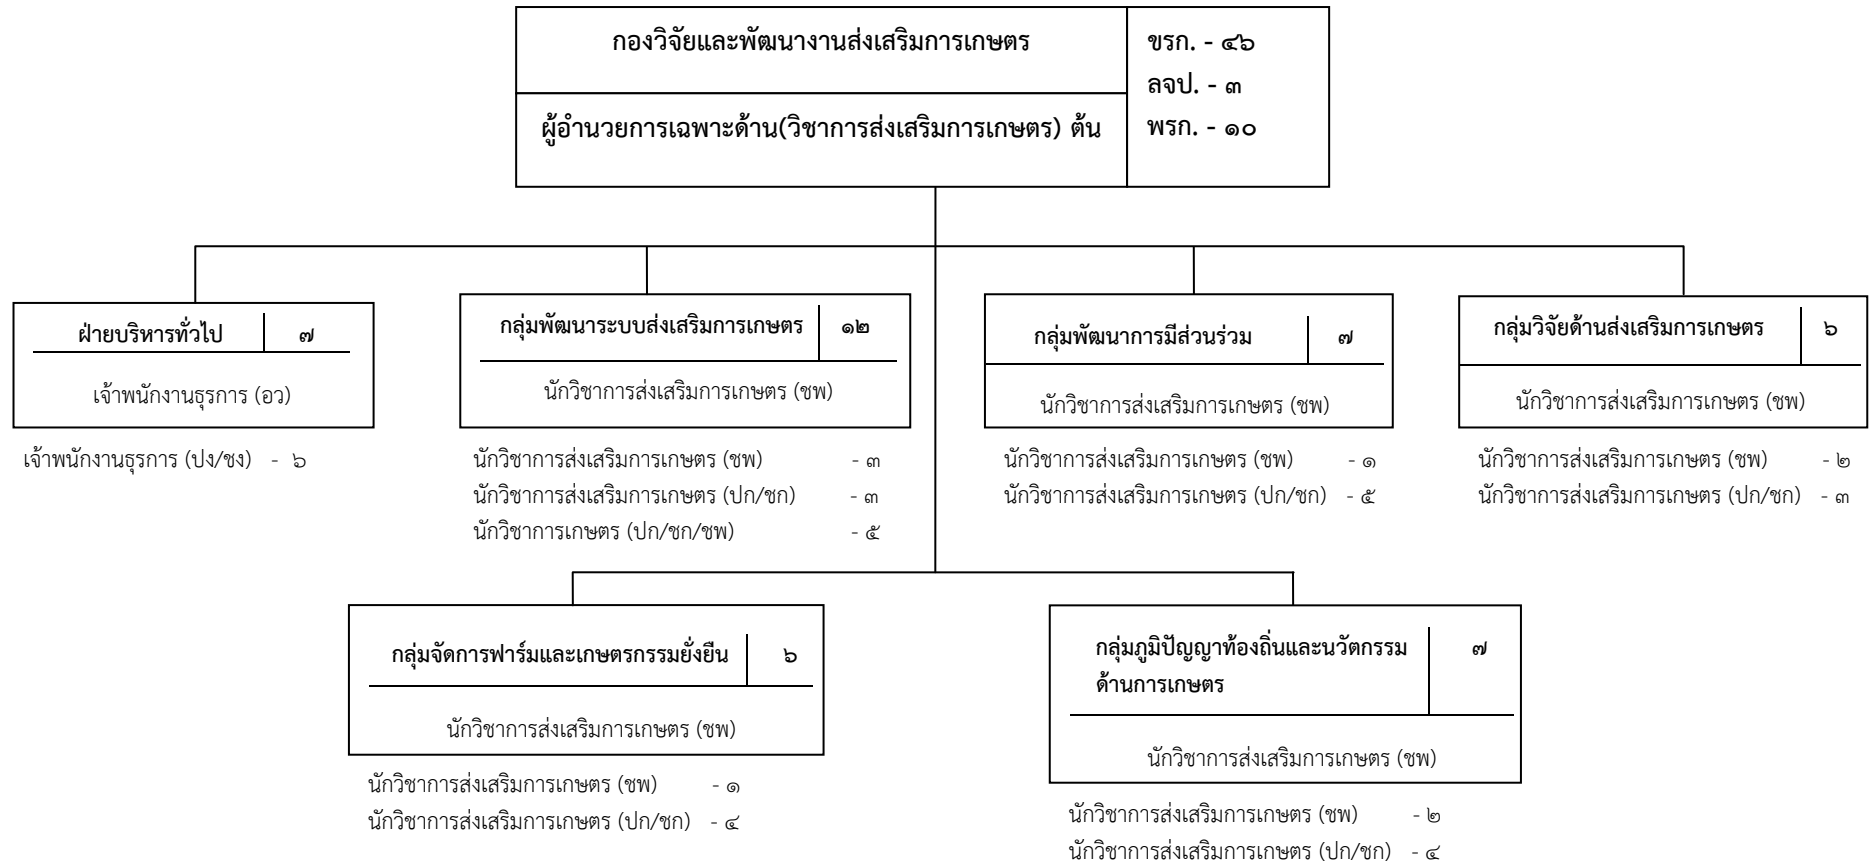 กองวิจัยและพัฒนางานส่งเสริมการเกษตร
ผู้อำนวยการเฉพาะด้าน(วิชาการส่งเสริมการเกษตร) ต้น
ขรก. - ๔๖
ลจป. - ๓
พรก. - ๑๐
ฝ่ายบริหารทั่วไป ๗
เจ้าพนักงานธุรการ (อว)
เจ้าพนักงานธุรการ (ปง/ชง) - ๖
กลุ่มพัฒนาระบบส่งเสริมการเกษตร ๑๒
นักวิชาการส่งเสริมการเกษตร (ชพ)
นักวิชาการส่งเสริมการเกษตร (ชพ) - ๓
นักวิชาการส่งเสริมการเกษตร (ปก/ชก) - ๓
นักวิชาการเกษตร (ปก/ชก/ชพ) - ๕
กลุ่มพัฒนาการมีส่วนร่วม ๗
นักวิชาการส่งเสริมการเกษตร (ชพ)
นักวิชาการส่งเสริมการเกษตร (ชพ) - ๑
นักวิชาการส่งเสริมการเกษตร (ปก/ชก) - ๕
กลุ่มวิจัยด้านส่งเสริมการเกษตร ๖
นักวิชาการส่งเสริมการเกษตร (ชพ)
นักวิชาการส่งเสริมการเกษตร (ชพ) - ๒
นักวิชาการส่งเสริมการเกษตร (ปก/ชก) - ๓
กลุ่มจัดการฟาร์มและเกษตรกรรมยั่งยืน ๖
นักวิชาการส่งเสริมการเกษตร (ชพ)
นักวิชาการส่งเสริมการเกษตร (ชพ) - ๑
นักวิชาการส่งเสริมการเกษตร (ปก/ชก) - ๔
กลุ่มภูมิปัญญาท้องถิ่นและนวัตกรรม ๗
ด้านการเกษตร
นักวิชาการส่งเสริมการเกษตร (ชพ)
นักวิชาการส่งเสริมการเกษตร (ชพ) - ๒
นักวิชาการส่งเสริมการเกษตร (ปก/ชก) - ๔